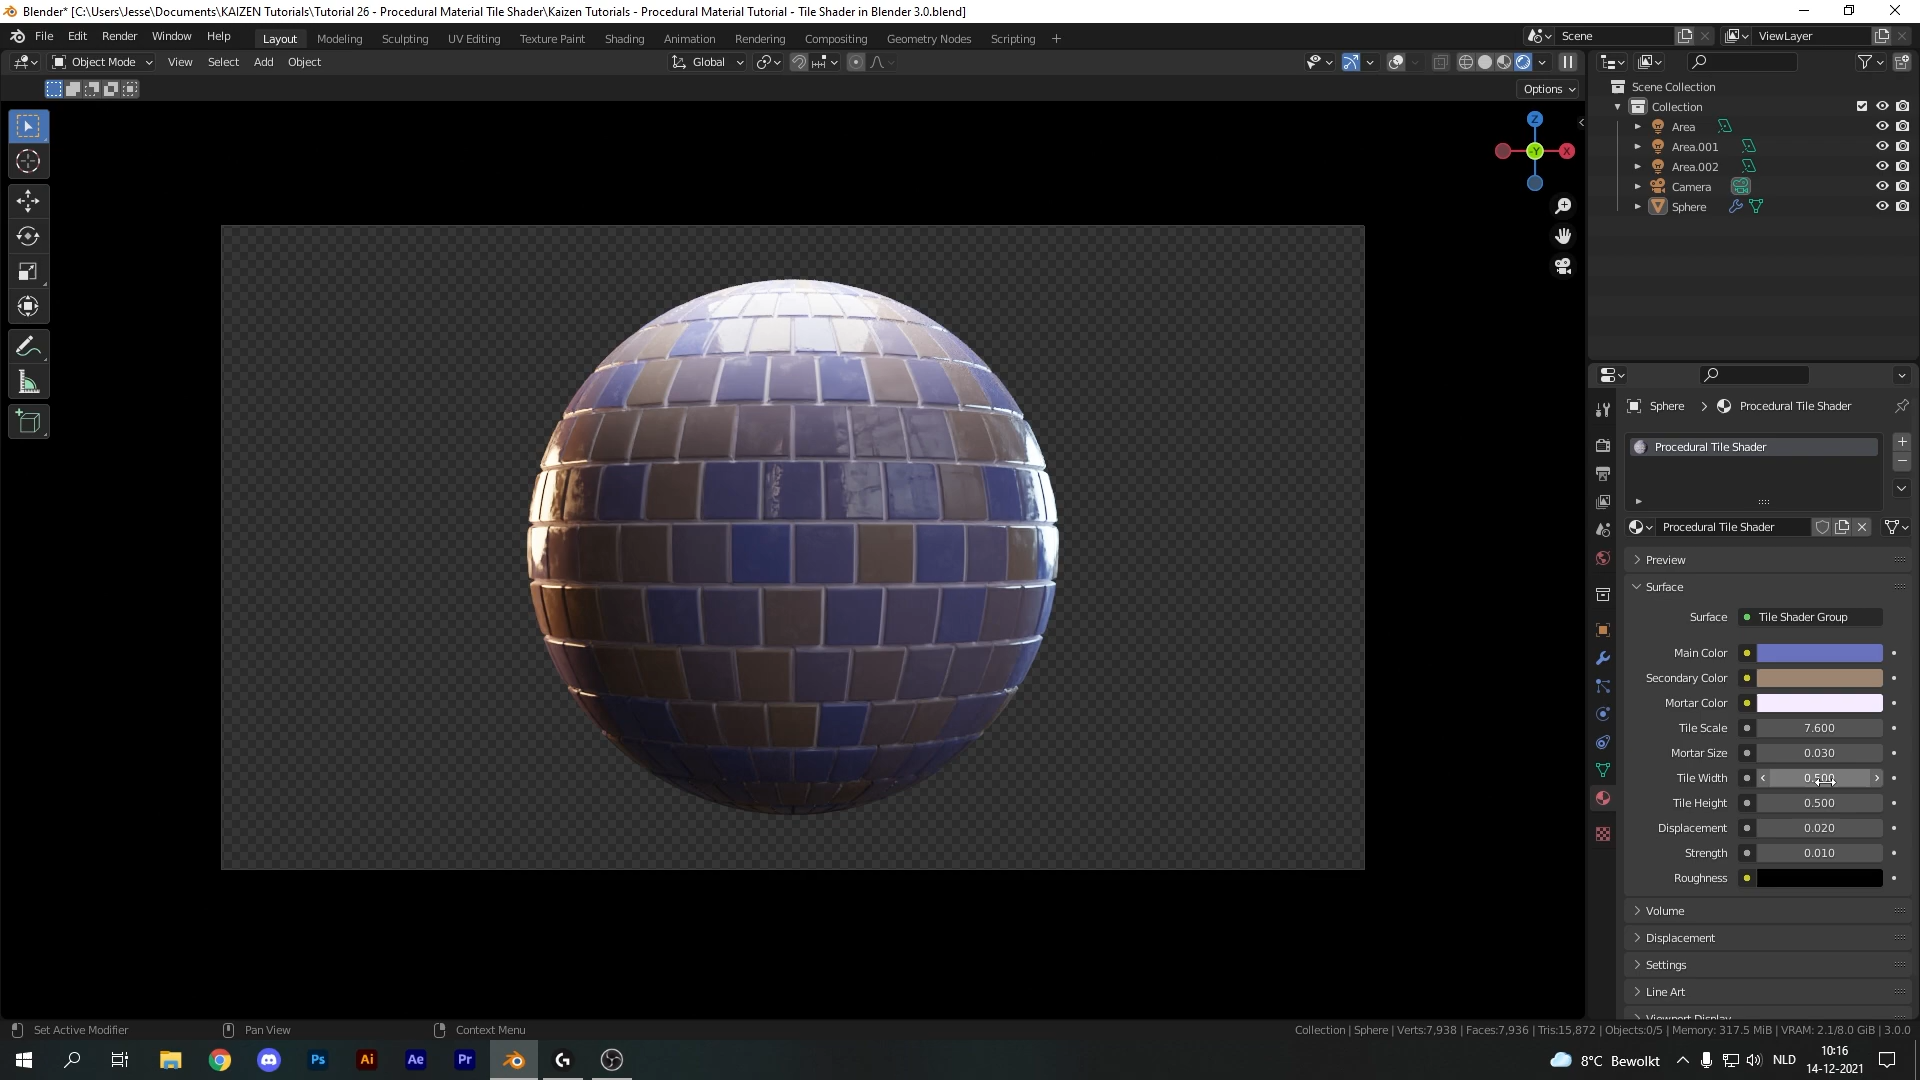 Blender* [C:\Users\Jesse\Documents\KAIZEN Tutorials\Tutorial 26 - Procedural Material Tile Shader\Kaizen Tutorials - Procedural Material Tutorial - Tile Shader in Blender 3.0.blend]
File Edit Render Window Help Layout Modeling Sculpting UV Editing Texture Paint Shading Animation Rendering Compositing Geometry Nodes Scripting + Scene ViewLayer
Object Mode View Select Add Object Global
Options
Z
-Y X
Scene Collection
Collection
Area
Area.001
Area.002
Camera
Sphere
Sphere > Procedural Tile Shader
Procedural Tile Shader
Procedural Tile Shader
Preview
Surface
Surface Tile Shader Group
Main Color
Secondary Color
Mortar Color
Tile Scale 7.600
Mortar Size 0.030
Tile Width 0.500
Tile Height 0.500
Displacement 0.020
Strength 0.010
Roughness
Volume
Displacement
Settings
Line Art
Viewport Display
Set Active Modifier Pan View Context Menu Collection | Sphere | Verts:7,938 | Faces:7,936 | Tris:15,872 | Objects:0/5 | Memory: 317.5 MiB | VRAM: 2.1/8.0 GiB | 3.0.0
Ps Ai Ae Pr 8°C Bewolkt NLD 10:16
14-12-2021